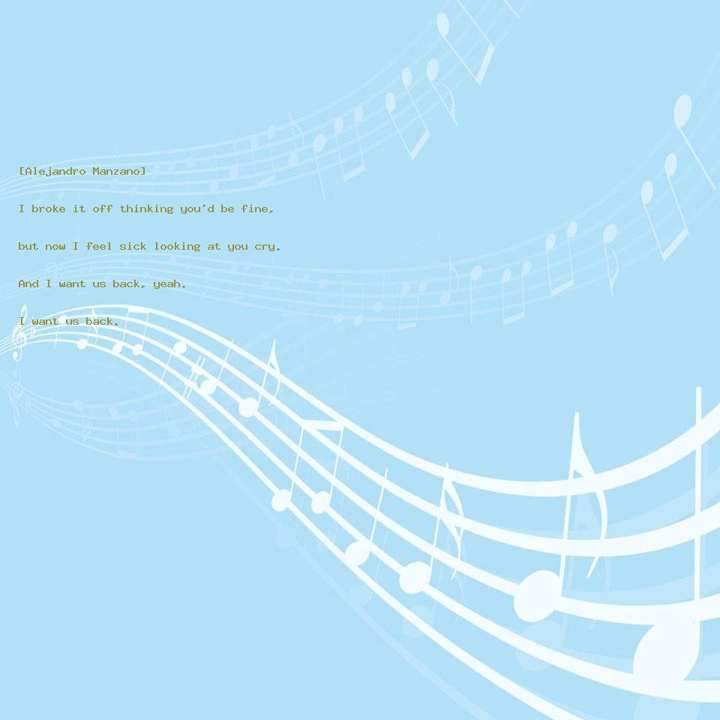 [Alejandro Manzano]
I broke it off thinking you'd be fine,
but now I feel sick looking at you cry.
And I want us back, yeah.
I want us back.